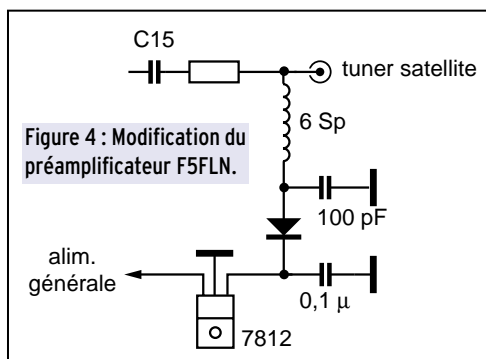 C15
tuner satellite
6 Sp
Figure 4 : Modification du
préamplificateur F5FLN.
100 pF
alim.
générale
0,1 µ
7812